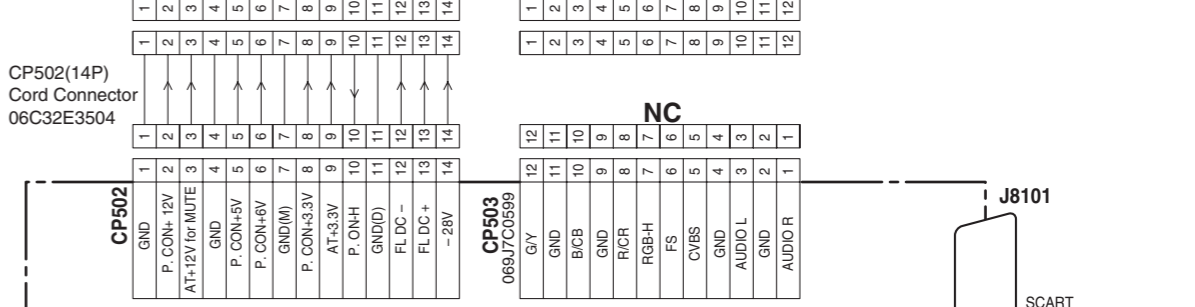 1 2 3 4 5 6 7 8 9 10 11 12 13 14
1 2 3 4 5 6 7 8 9 10 11 12
1 2 3 4 5 6 7 8 9 10 11 12 13 14
1 2 3 4 5 6 7 8 9 10 11 12
CP502(14P)
Cord Connector
06C32E3504
NC
1 2 3 4 5 6 7 8 9 10 11 12 13 14
12 11 10 9 8 7 6 5 4 3 2 1
1 2 3 4 5 6 7 8 9 10 11 12 13 14
12 11 10 9 8 7 6 5 4 3 2 1
CP502
GND
P. CON+ 12V
AT+12V for MUTE
GND
P. CON+5V
P. CON+6V
GND(M)
P. CON+3.3V
AT+3.3V
P. ON-H
GND(D)
FL DC –
FL DC +
– 28V
CP503
069J7C0599
G/Y
GND
B/CB
GND
R/CR
RGB-H
FS
CVBS
GND
AUDIO L
GND
AUDIO R
J8101
SCART